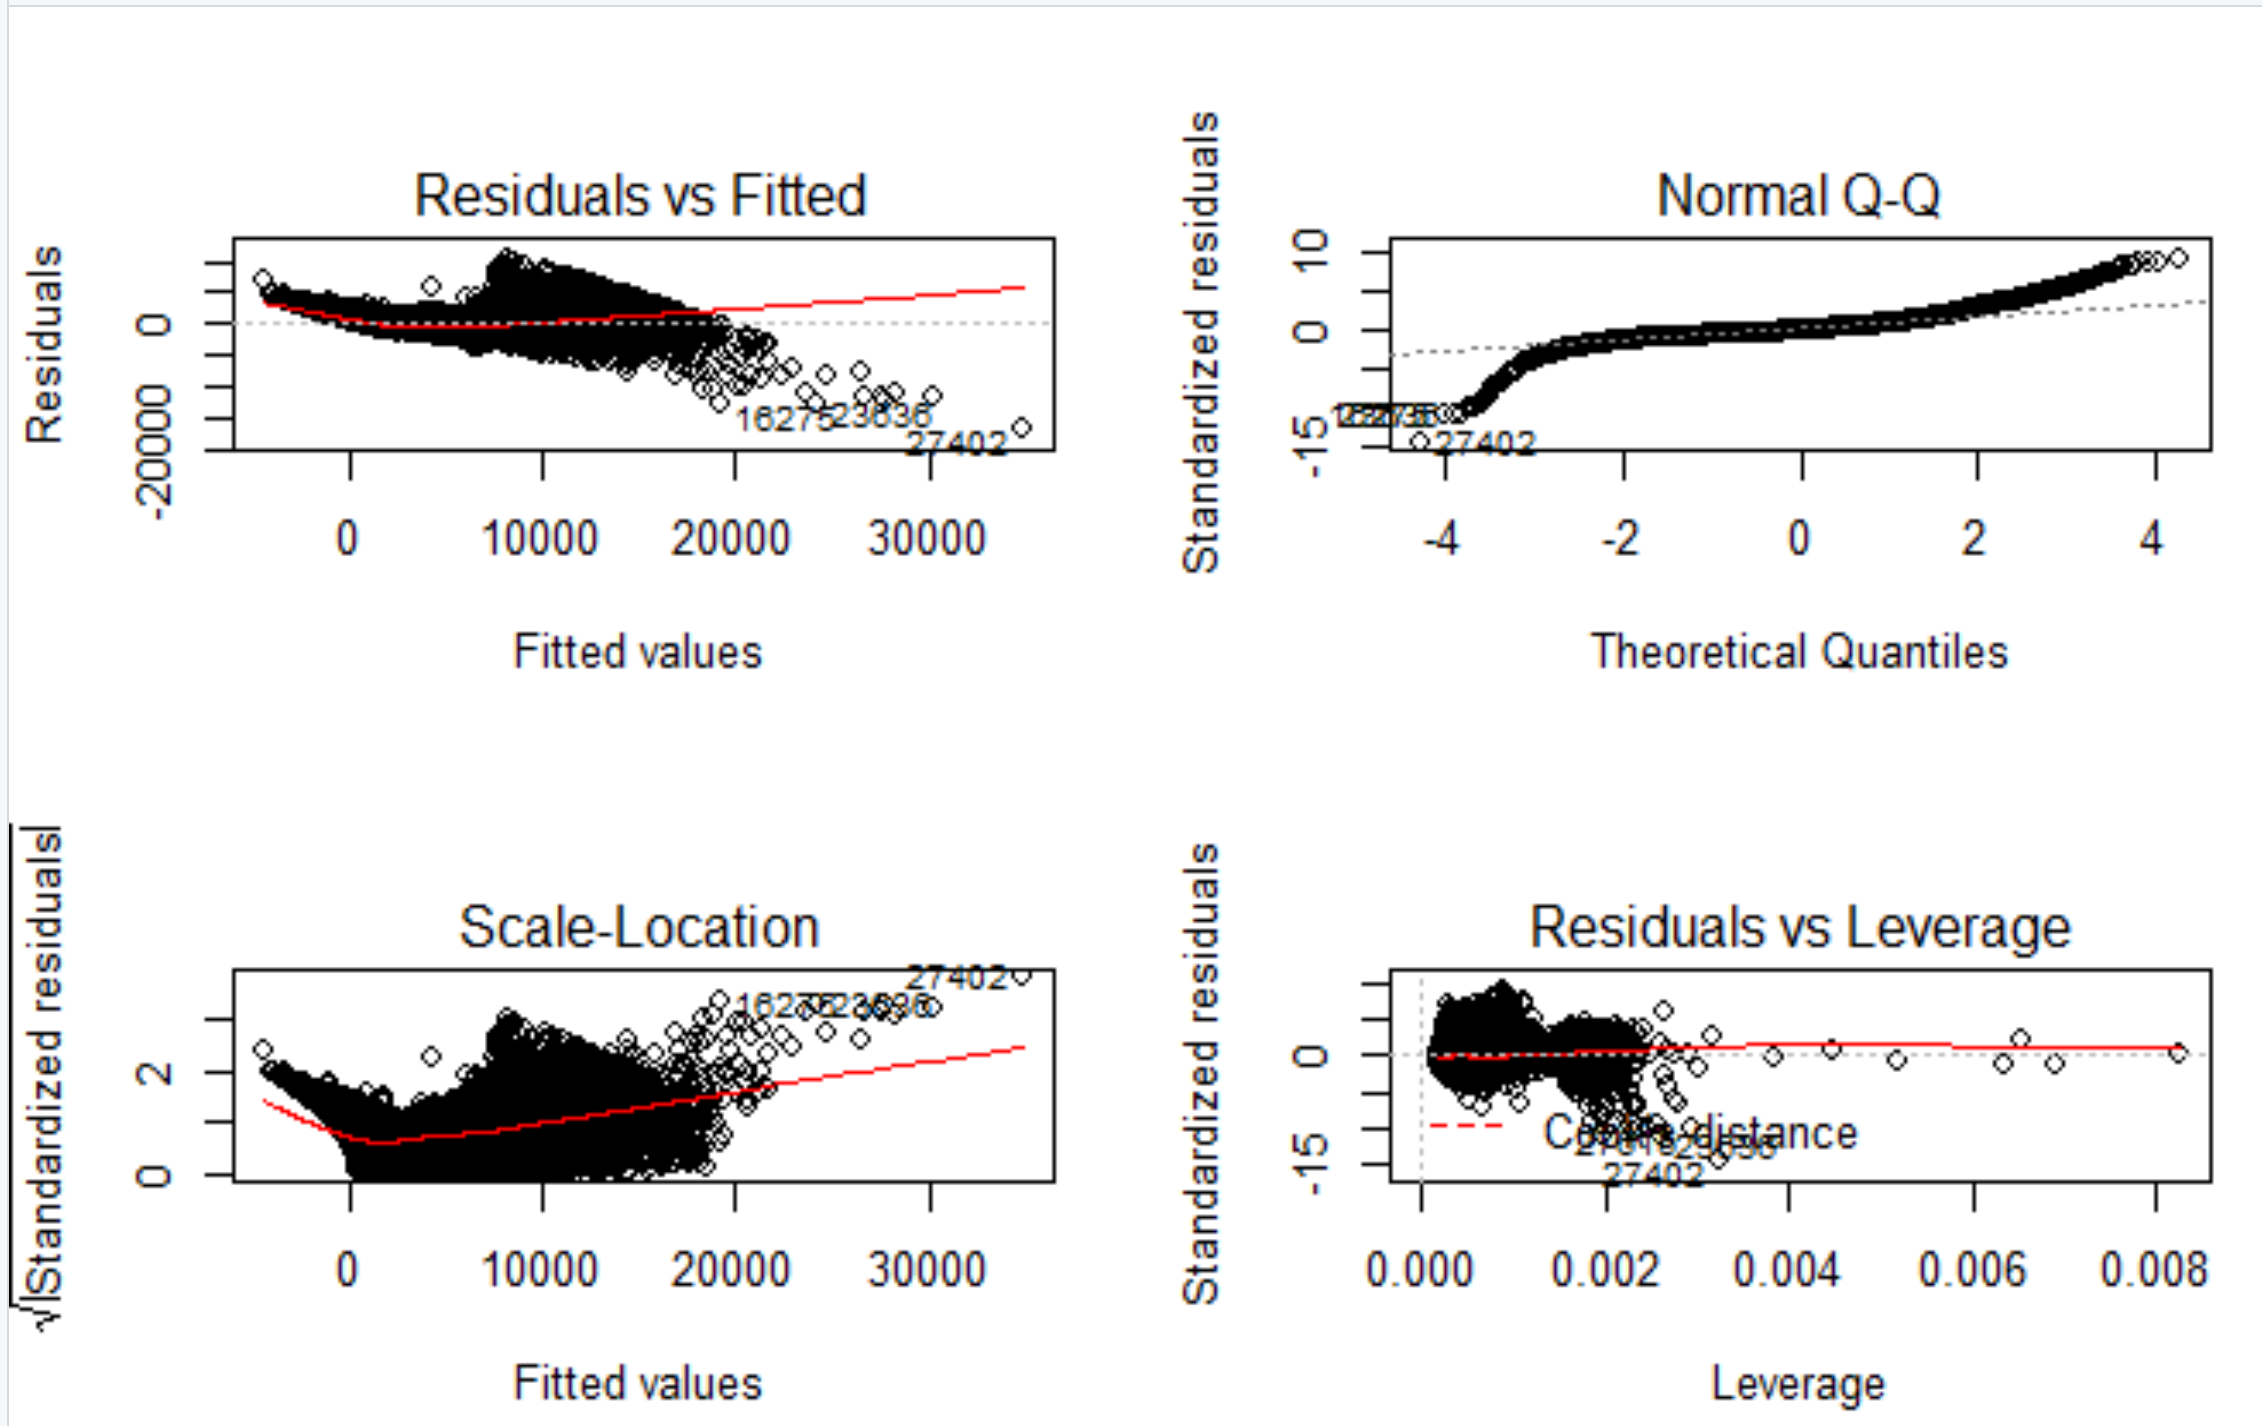 Residuals vs Fitted
Residuals
0
-20000
0 10000 20000 30000
Fitted values
16275
23636
27402
Normal Q-Q
Standardized residuals
10
0
-15
-4 -2 0 2 4
Theoretical Quantiles
27402
Scale-Location
√|Standardized residuals|
2
0
0 10000 20000 30000
Fitted values
27402
Residuals vs Leverage
Standardized residuals
0
-15
0.000 0.002 0.004 0.006 0.008
Leverage
Cook's distance
27402